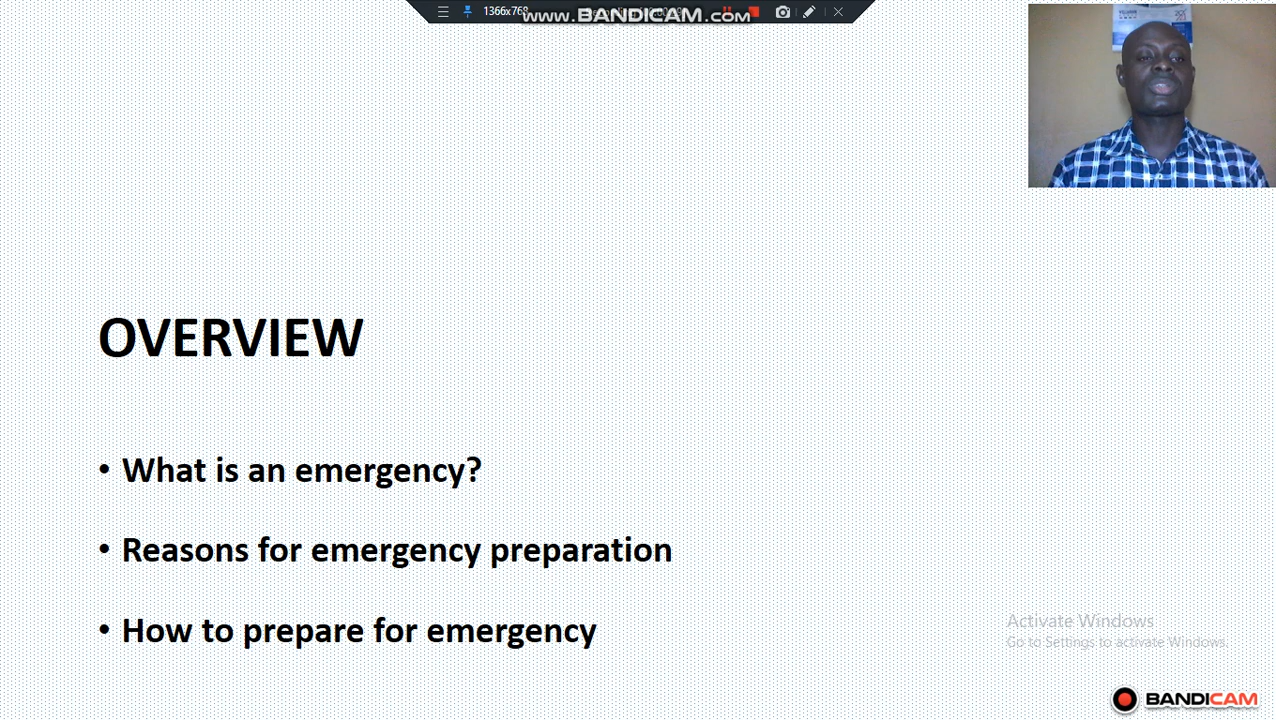 1366x768
www.BANDICAM.com
OVERVIEW
• What is an emergency?
• Reasons for emergency preparation
• How to prepare for emergency
Activate Windows
Go to Settings to activate Windows.
BANDICAM